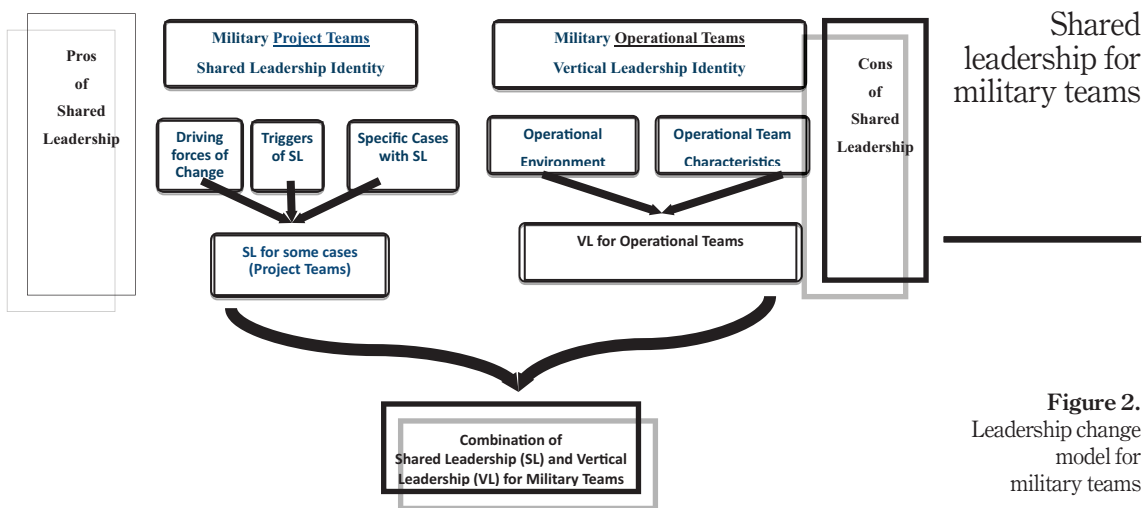 Shared
leadership for
military teams
Pros
of
Shared
Leadership
Military Project Teams
Shared Leadership Identity
Military Operational Teams
Vertical Leadership Identity
Cons
of
Shared
Leadership
Driving
forces of
Change
Triggers
of SL
Specific Cases
with SL
Operational
Environment
Operational Team
Characteristics
SL for some cases
(Project Teams)
VL for Operational Teams
Combination of
Shared Leadership (SL) and Vertical
Leadership (VL) for Military Teams
Figure 2.
Leadership change
model for
military teams